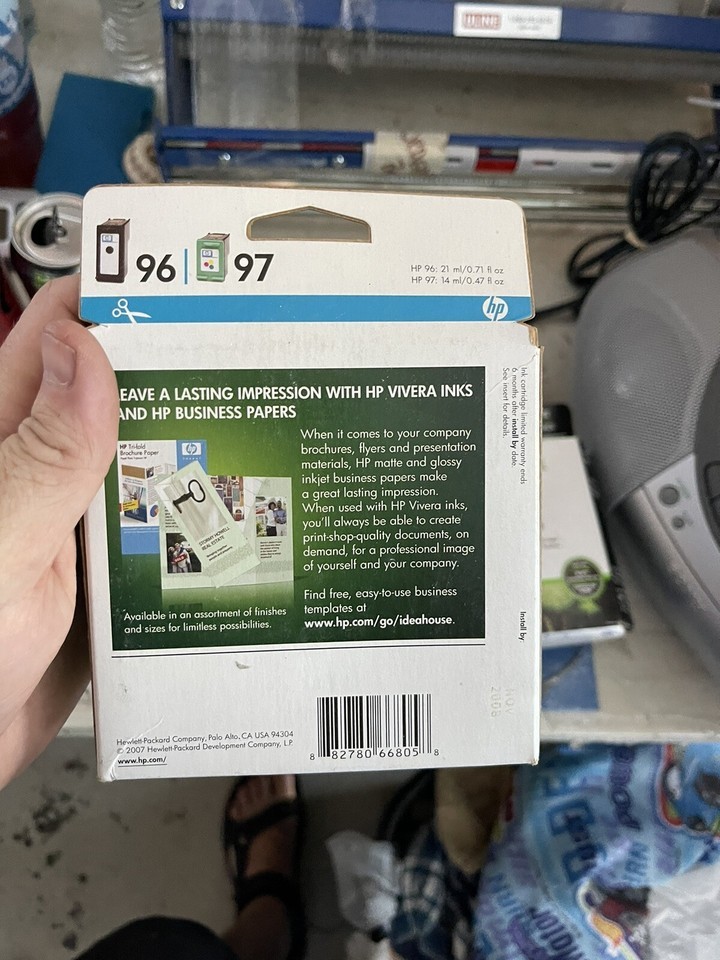 96 | 97
HP 96: 21 ml/0.71 fl oz
HP 97: 14 ml/0.47 fl oz
hp
EAVE A LASTING IMPRESSION WITH HP VIVERA INKS
AND HP BUSINESS PAPERS
HP Tri-fold
Brochure Paper
hp
STORMY HOWELL
REAL ESTATE
When it comes to your company
brochures, flyers and presentation
materials, HP matte and glossy
inkjet business papers make
a great lasting impression.
When used with HP Vivera inks,
you'll always be able to create
print-shop-quality documents, on
demand, for a professional image
of yourself and your company.
Find free, easy-to-use business
templates at
www.hp.com/go/ideahouse.
Available in an assortment of finishes
and sizes for limitless possibilities.
Ink cartridge limited warranty ends
6 months after install by date.
See insert for details.
Install by:
NOV
2008
Hewlett-Packard Company, Palo Alto, CA USA 94304
© 2007 Hewlett-Packard Development Company, L.P.
www.hp.com/
8 82780 66805 8